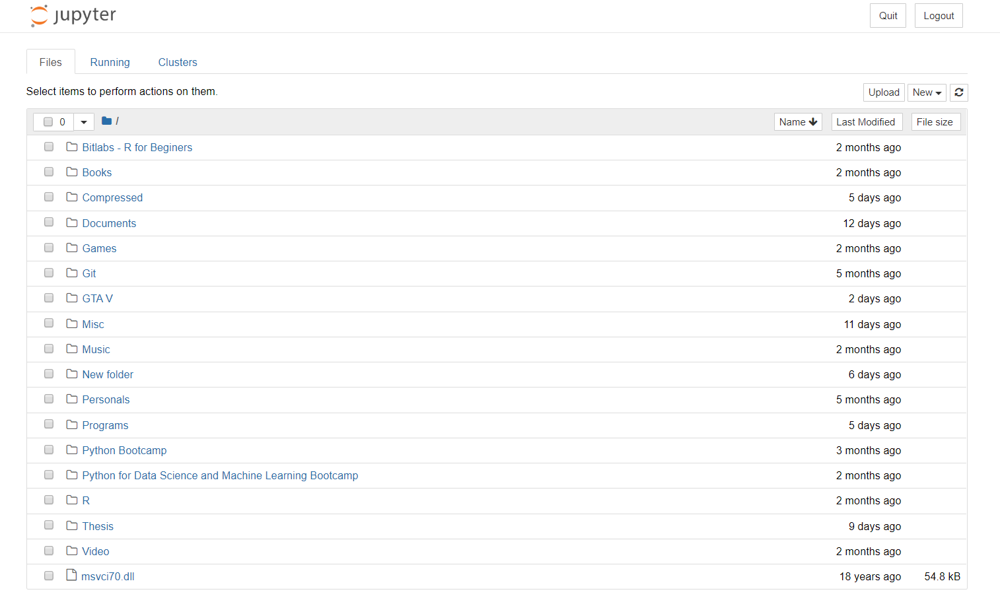 jupyter
Quit Logout
Files Running Clusters
Select items to perform actions on them.
Upload New
0 / Name Last Modified File size
Bitlabs - R for Beginers 2 months ago
Books 2 months ago
Compressed 5 days ago
Documents 12 days ago
Games 2 months ago
Git 5 months ago
GTA V 2 days ago
Misc 11 days ago
Music 2 months ago
New folder 6 days ago
Personals 5 months ago
Programs 5 days ago
Python Bootcamp 3 months ago
Python for Data Science and Machine Learning Bootcamp 2 months ago
R 2 months ago
Thesis 9 days ago
Video 2 months ago
msvci70.dll 18 years ago 54.8 kB